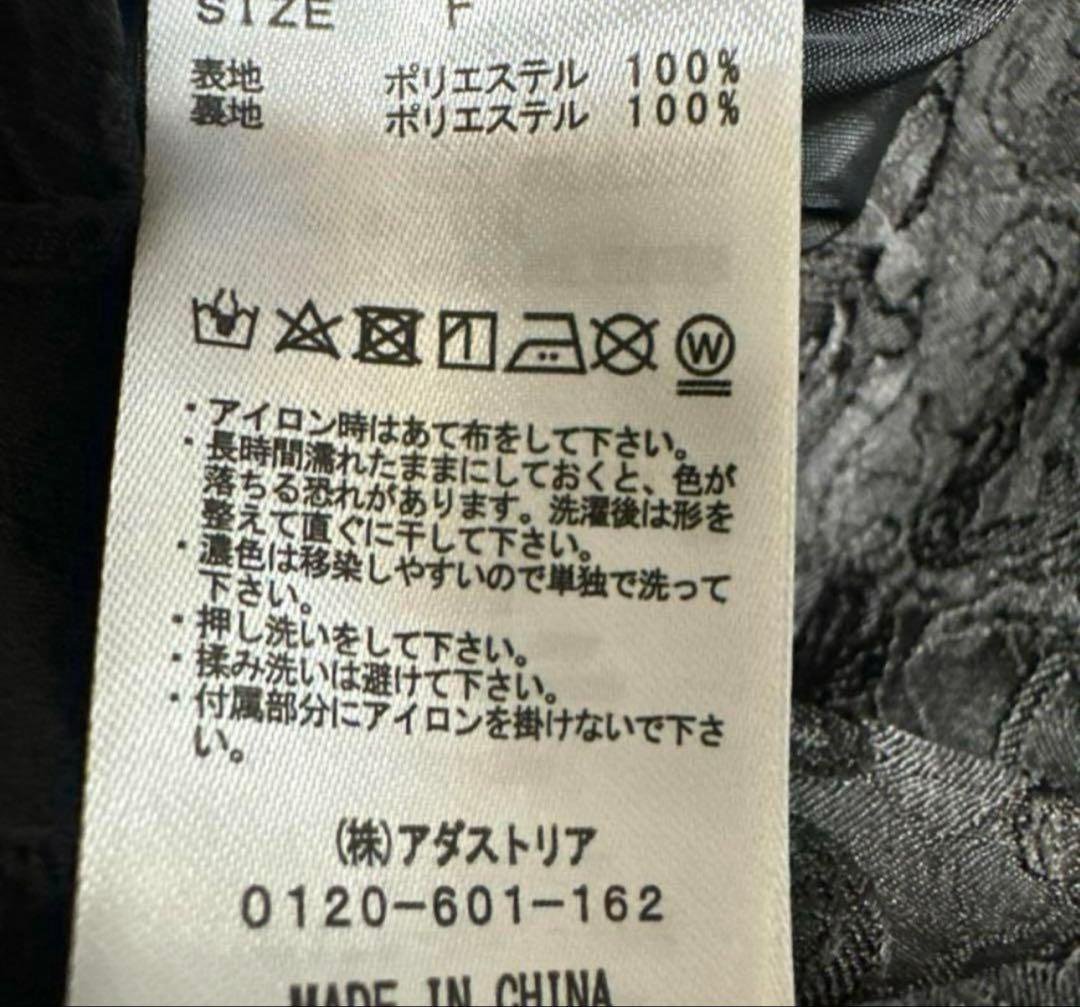 SIZE F
表地 ポリエステル 100%
裏地 ポリエステル 100%
W
・アイロン時はあて布をして下さい。
・長時間濡れたままにしておくと、色が
落ちる恐れがあります。洗濯後は形を
整えて直ぐに干して下さい。
・濃色は移染しやすいので単独で洗って
下さい。
・押し洗いをして下さい。
・揉み洗いは避けて下さい。
・付属部分にアイロンを掛けないで下さ
い。
(株)アダストリア
0120-601-162
MADE IN CHINA